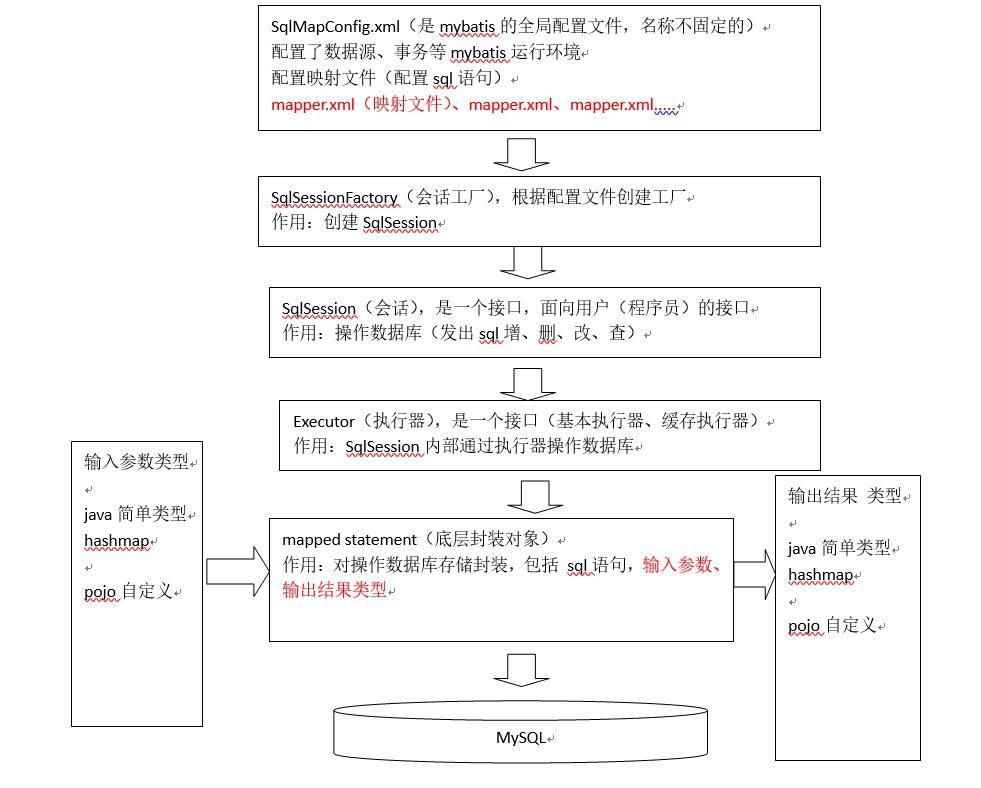 SqlMapConfig.xml（是 mybatis 的全局配置文件，名称不固定的）
配置了数据源、事务等 mybatis 运行环境
配置映射文件（配置 sql 语句）
mapper.xml（映射文件）、mapper.xml、mapper.xml.....
SqlSessionFactory（会话工厂），根据配置文件创建工厂
作用：创建 SqlSession
SqlSession（会话），是一个接口，面向用户（程序员）的接口
作用：操作数据库（发出 sql 增、删、改、查）
Executor（执行器），是一个接口（基本执行器、缓存执行器）
作用：SqlSession 内部通过执行器操作数据库
输入参数类型
java 简单类型
hashmap
pojo 自定义
mapped statement（底层封装对象）
作用：对操作数据库存储封装，包括 sql 语句，输入参数、
输出结果类型
输出结果 类型
java 简单类型
hashmap
pojo 自定义
MySQL